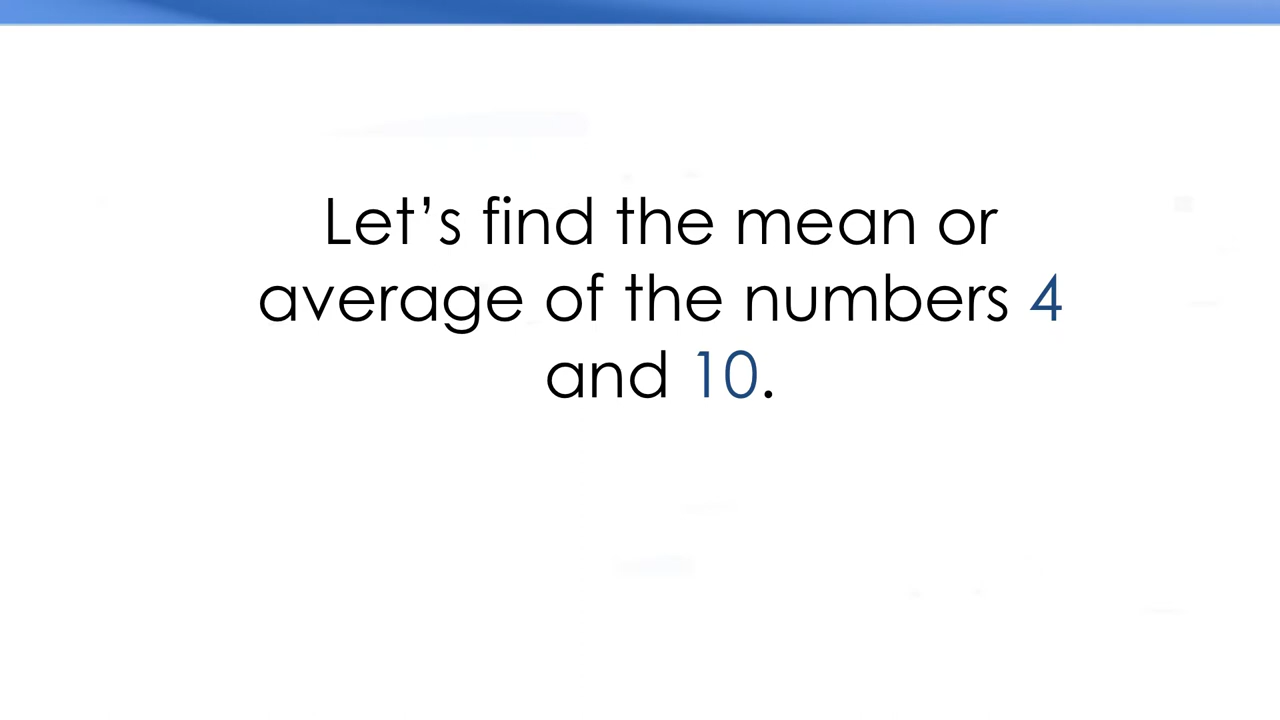 Let’s find the mean or
average of the numbers 4
and 10.